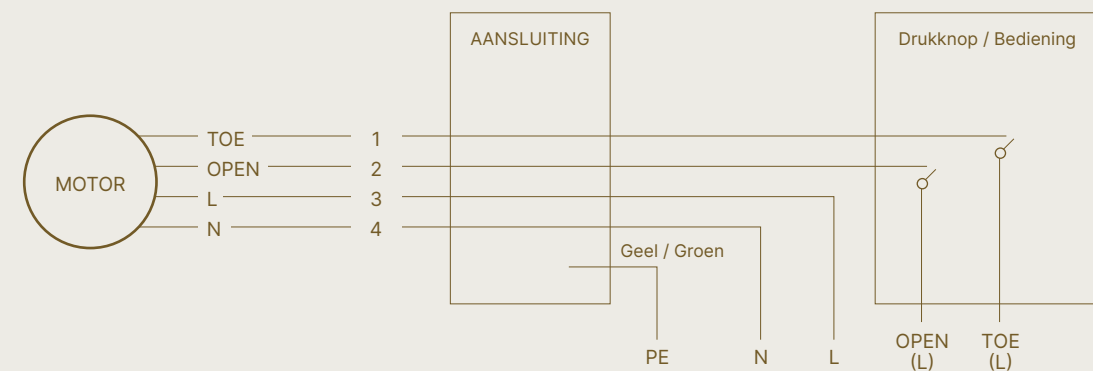 AANSLUITING
Drukknop / Bediening
MOTOR
TOE 1
OPEN 2
L 3
N 4
Geel / Groen
PE
N
L
OPEN
(L)
TOE
(L)